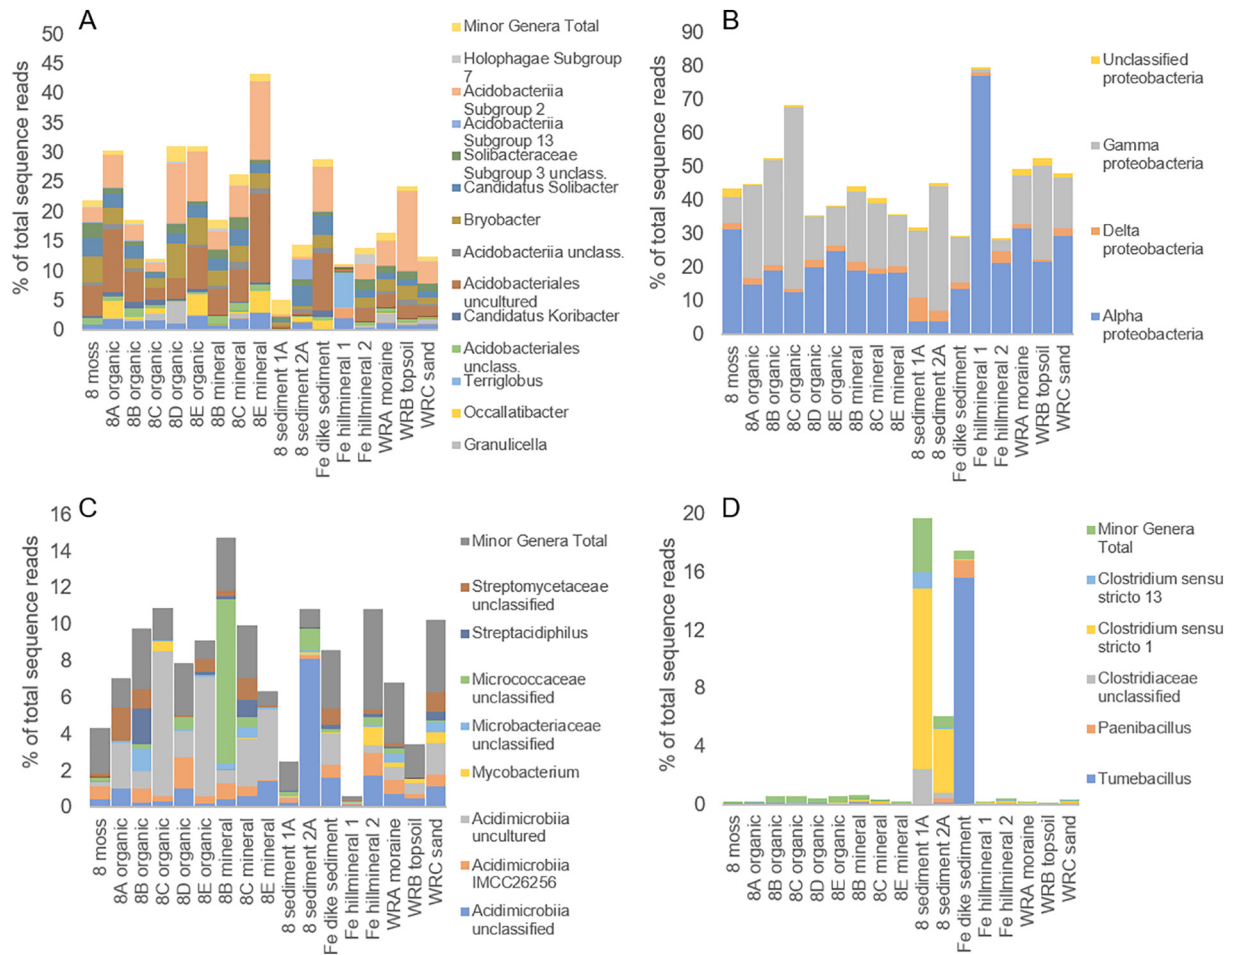 A
% of total sequence reads
50
45
40
35
30
25
20
15
10
5
0
8 moss
8A organic
8B organic
8C organic
8D organic
8E organic
8B mineral
8C mineral
8E mineral
8 sediment 1A
8 sediment 2A
Fe dike sediment
Fe hillmineral 1
Fe hillmineral 2
WRA moraine
WRB topsoil
WRC sand
Minor Genera Total
Holophagae Subgroup
7
Acidobacteriia
Subgroup 2
Acidobacteriia
Subgroup 13
Solibacteraceae
Subgroup 3 unclass.
Candidatus Solibacter
Bryobacter
Acidobacteriia unclass.
Acidobacteriales
uncultured
Candidatus Koribacter
Acidobacteriales
unclass.
Terriglobus
Occallatibacter
Granulicella
B
% of total sequence reads
90
80
70
60
50
40
30
20
10
0
8 moss
8A organic
8B organic
8C organic
8D organic
8E organic
8B mineral
8C mineral
8E mineral
8 sediment 1A
8 sediment 2A
Fe dike sediment
Fe hillmineral 1
Fe hillmineral 2
WRA moraine
WRB topsoil
WRC sand
Unclassified
proteobacteria
Gamma
proteobacteria
Delta
proteobacteria
Alpha
proteobacteria
C
% of total sequence reads
16
14
12
10
8
6
4
2
0
8 moss
8A organic
8B organic
8C organic
8D organic
8E organic
8B mineral
8C mineral
8E mineral
8 sediment 1A
8 sediment 2A
Fe dike sediment
Fe hillmineral 1
Fe hillmineral 2
WRA moraine
WRB topsoil
WRC sand
Minor Genera Total
Streptomycetaceae
unclassified
Streptacidiphilus
Micrococcaceae
unclassified
Microbacteriaceae
unclassified
Mycobacterium
Acidimicrobiia
uncultured
Acidimicrobiia
IMCC26256
Acidimicrobiia
unclassified
D
% of total sequence reads
20
16
12
8
4
0
8 moss
8A organic
8B organic
8C organic
8D organic
8E organic
8B mineral
8C mineral
8E mineral
8 sediment 1A
8 sediment 2A
Fe dike sediment
Fe hillmineral 1
Fe hillmineral 2
WRA moraine
WRB topsoil
WRC sand
Minor Genera
Total
Clostridium sensu
stricto 13
Clostridium sensu
stricto 1
Clostridiaceae
unclassified
Paenibacillus
Tumebacillus